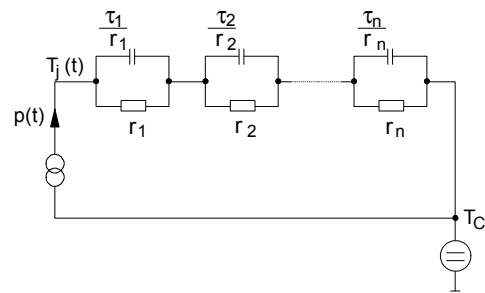 τ1/r1 τ2/r2 τn/rn
Tj(t)
p(t)
r1 r2 rn
TC